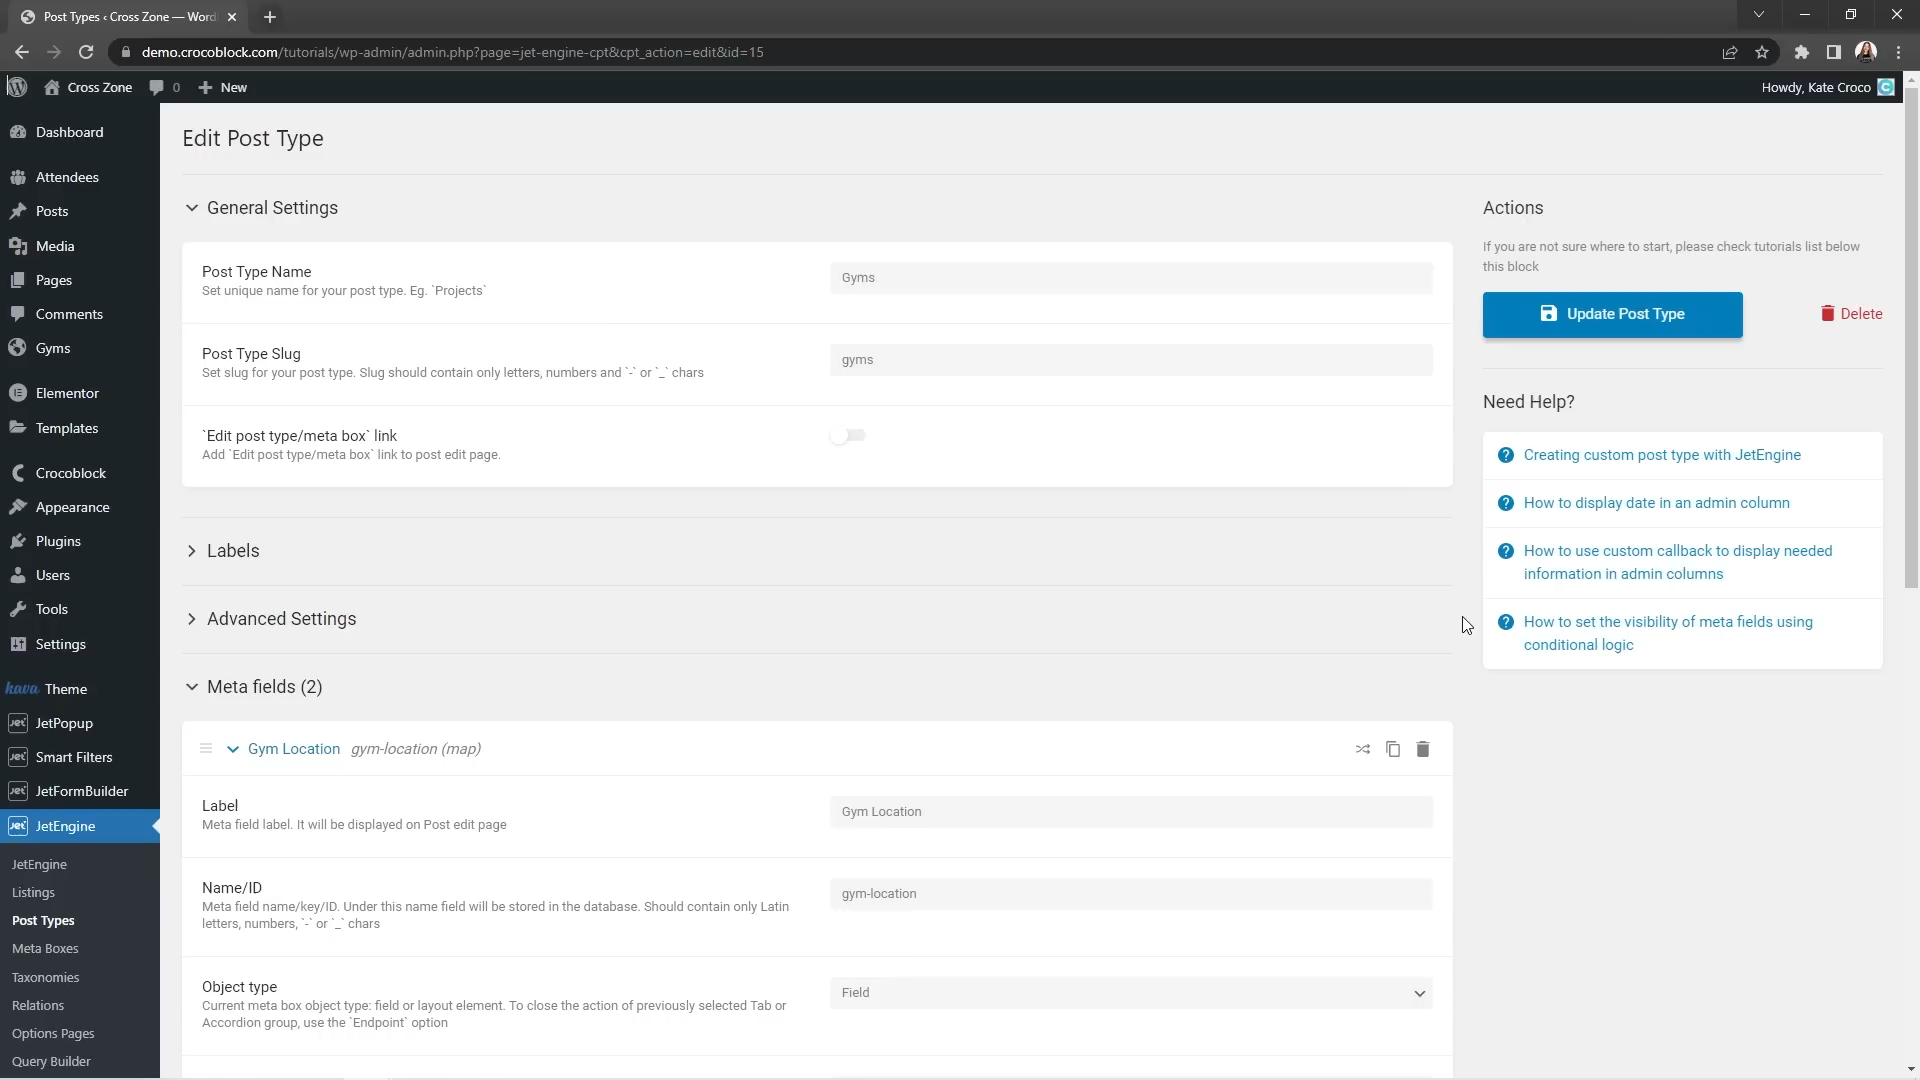 Post Types ‹ Cross Zone — Word
demo.crocoblock.com/tutorials/wp-admin/admin.php?page=jet-engine-cpt&cpt_action=edit&id=15
Cross Zone
0
New
Howdy, Kate Croco
Dashboard
Attendees
Posts
Media
Pages
Comments
Gyms
Elementor
Templates
Crocoblock
Appearance
Plugins
Users
Tools
Settings
kava Theme
Jet JetPopup
Jet Smart Filters
Jet JetFormBuilder
Jet JetEngine
JetEngine
Listings
Post Types
Meta Boxes
Taxonomies
Relations
Options Pages
Query Builder
Edit Post Type
General Settings
Post Type Name
Set unique name for your post type. Eg. `Projects`
Gyms
Post Type Slug
Set slug for your post type. Slug should contain only letters, numbers and `-` or `_` chars
gyms
`Edit post type/meta box` link
Add `Edit post type/meta box` link to post edit page.
Labels
Advanced Settings
Meta fields (2)
Gym Location gym-location (map)
Label
Meta field label. It will be displayed on Post edit page
Gym Location
Name/ID
Meta field name/key/ID. Under this name field will be stored in the database. Should contain only Latin
letters, numbers, `-` or `_` chars
gym-location
Object type
Current meta box object type: field or layout element. To close the action of previously selected Tab or
Accordion group, use the `Endpoint` option
Field
Actions
If you are not sure where to start, please check tutorials list below
this block
Update Post Type
Delete
Need Help?
Creating custom post type with JetEngine
How to display date in an admin column
How to use custom callback to display needed
information in admin columns
How to set the visibility of meta fields using
conditional logic